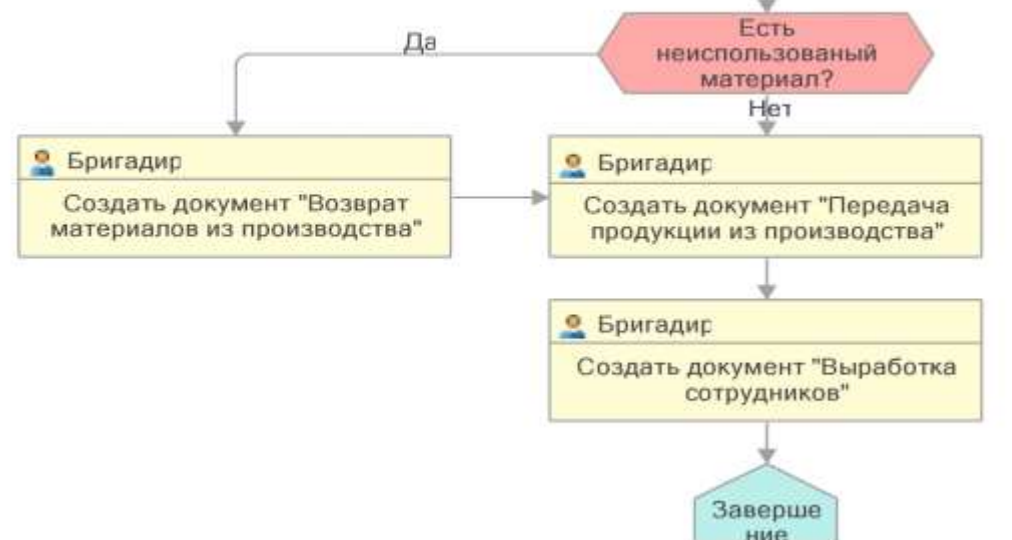 Есть
неиспользованый
материал?
Да
Нет
Бригадир
Создать документ "Возврат
материалов из производства"
Бригадир
Создать документ "Передача
продукции из производства"
Бригадир
Создать документ "Выработка
сотрудников"
Заверше
ние